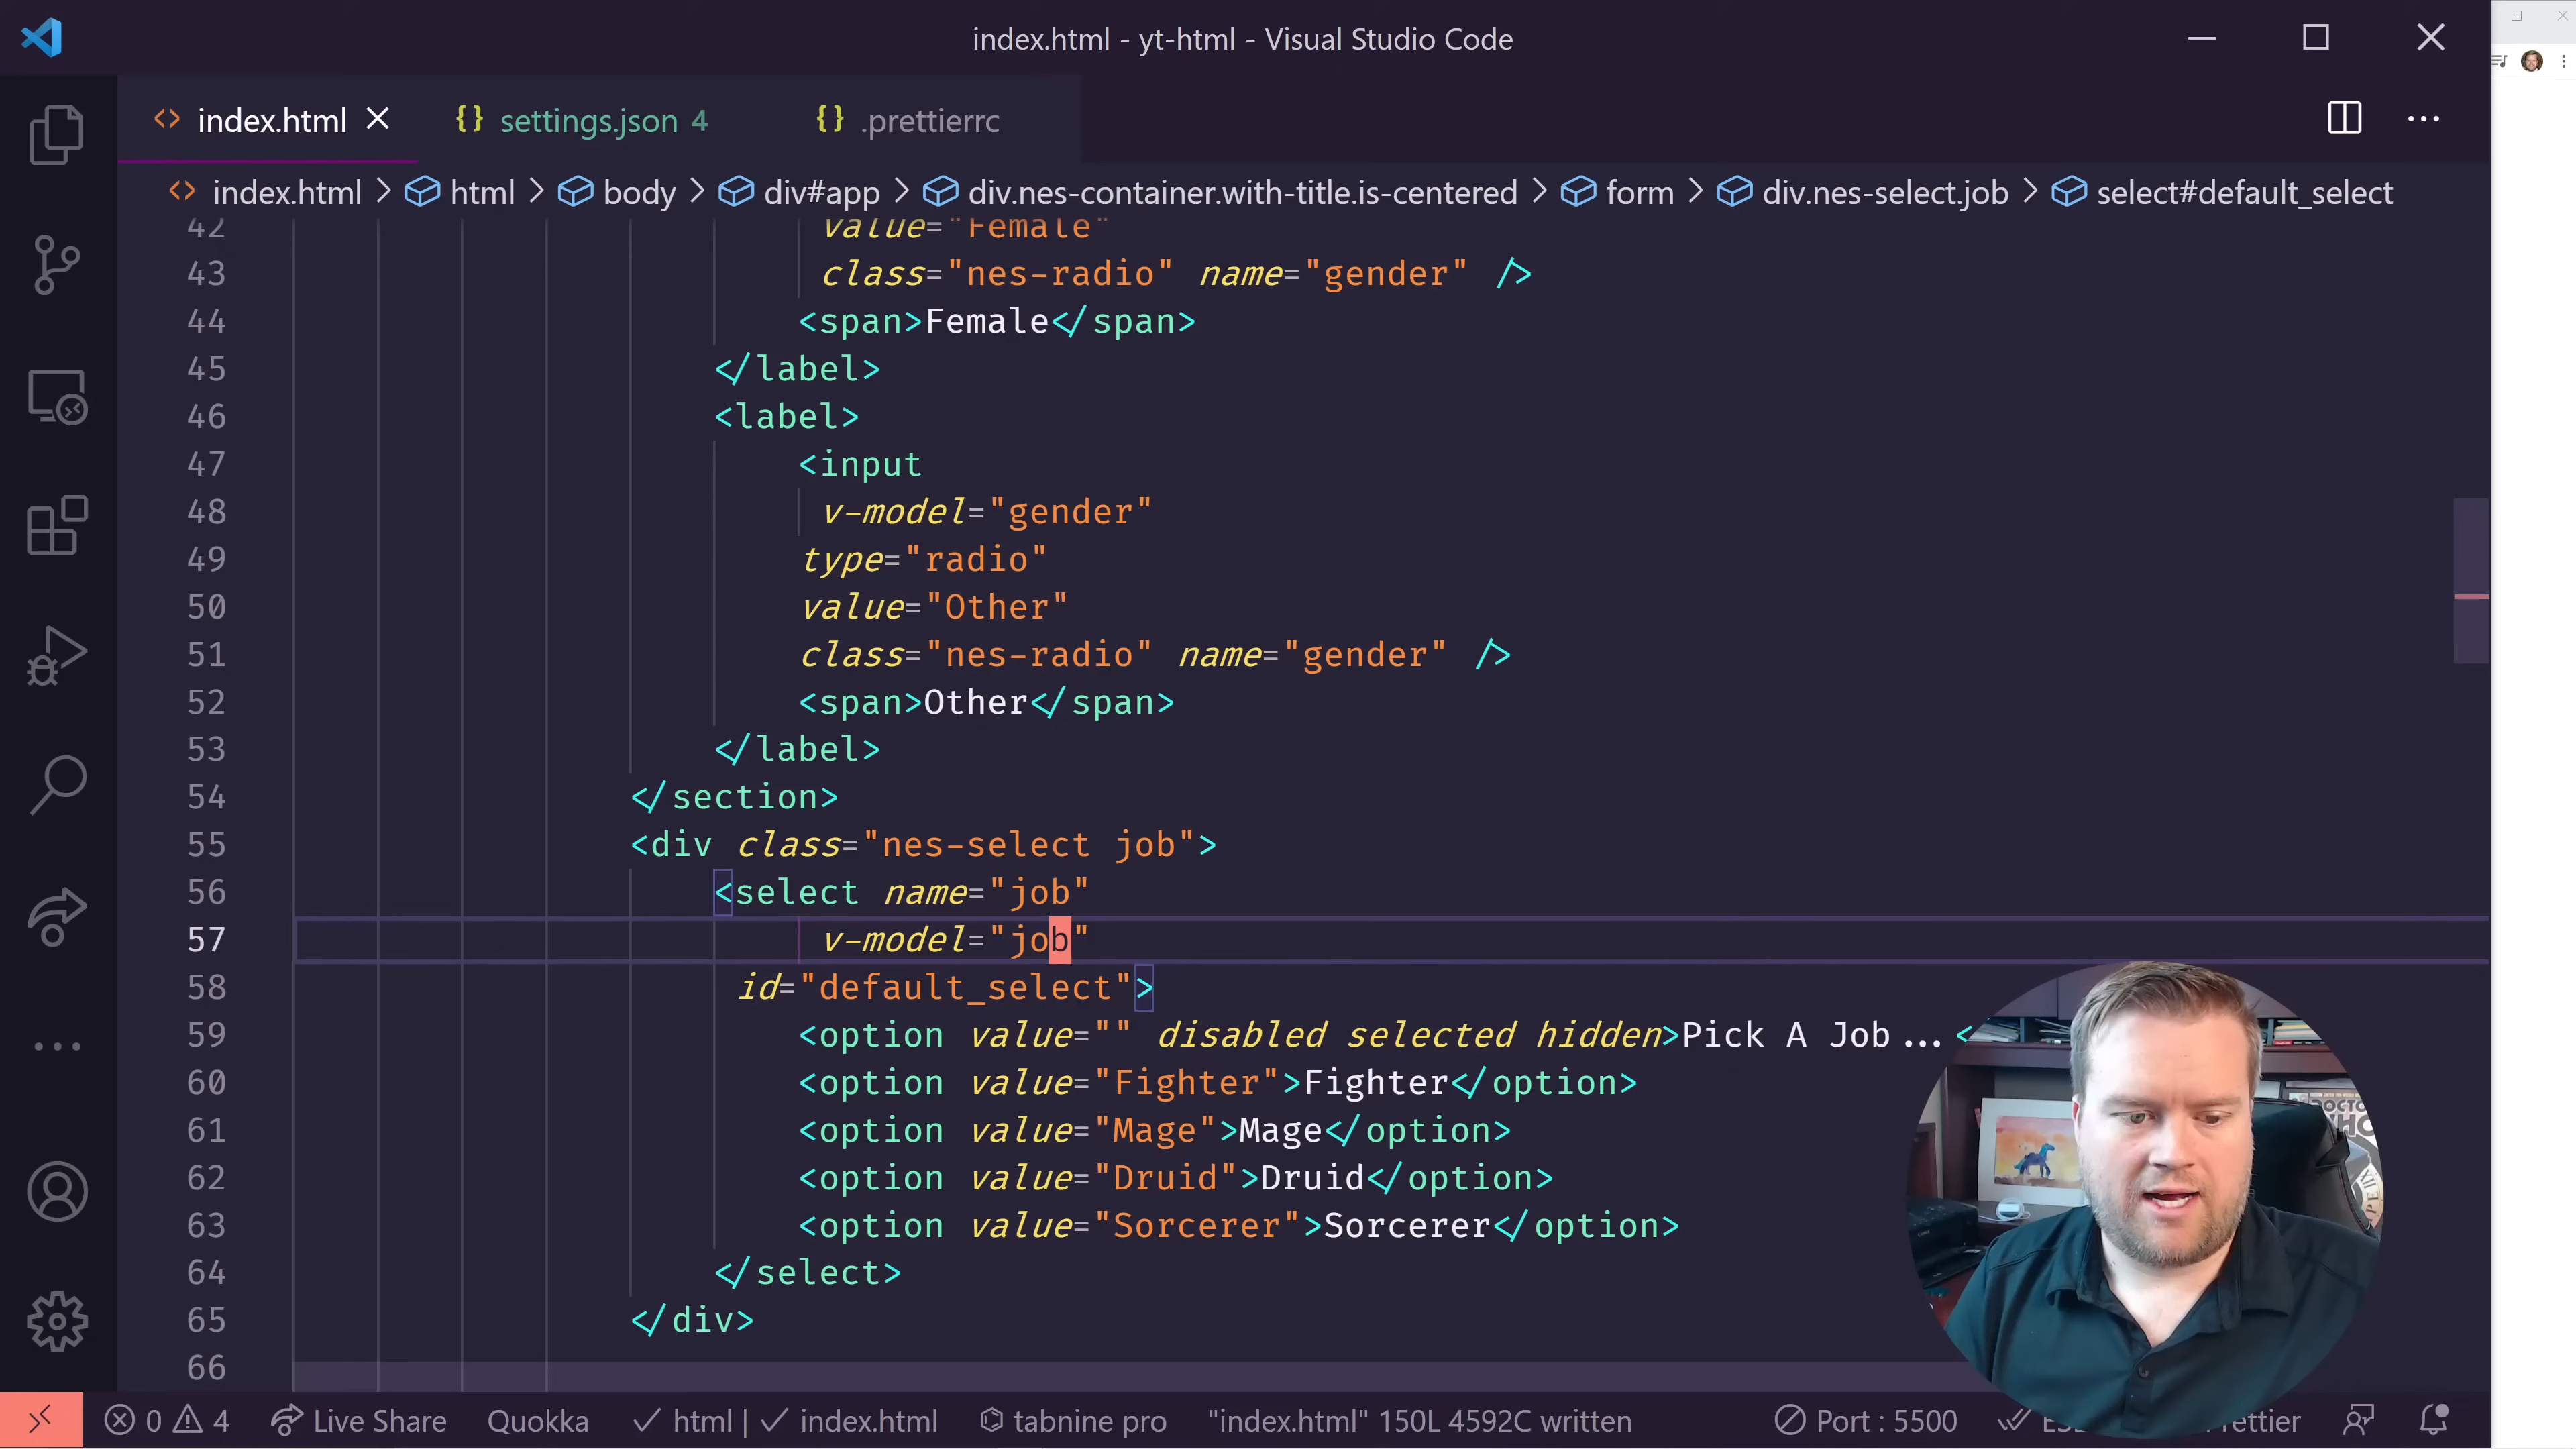 index.html - yt-html - Visual Studio Code
index.html settings.json 4 .prettierrc
index.html > html > body > div#app > div.nes-container.with-title.is-centered > form > div.nes-select.job > select#default_select
42 value="Female"
43 class="nes-radio" name="gender" />
44 <span>Female</span>
45 </label>
46 <label>
47 <input
48 v-model="gender"
49 type="radio"
50 value="Other"
51 class="nes-radio" name="gender" />
52 <span>Other</span>
53 </label>
54 </section>
55 <div class="nes-select job">
56 <select name="job"
57 v-model="job"
58 id="default_select">
59 <option value="" disabled selected hidden>Pick A Job...<
60 <option value="Fighter">Fighter</option>
61 <option value="Mage">Mage</option>
62 <option value="Druid">Druid</option>
63 <option value="Sorcerer">Sorcerer</option>
64 </select>
65 </div>
66
0 4 Live Share Quokka html | index.html tabnine pro "index.html" 150L 4592C written Port : 5500